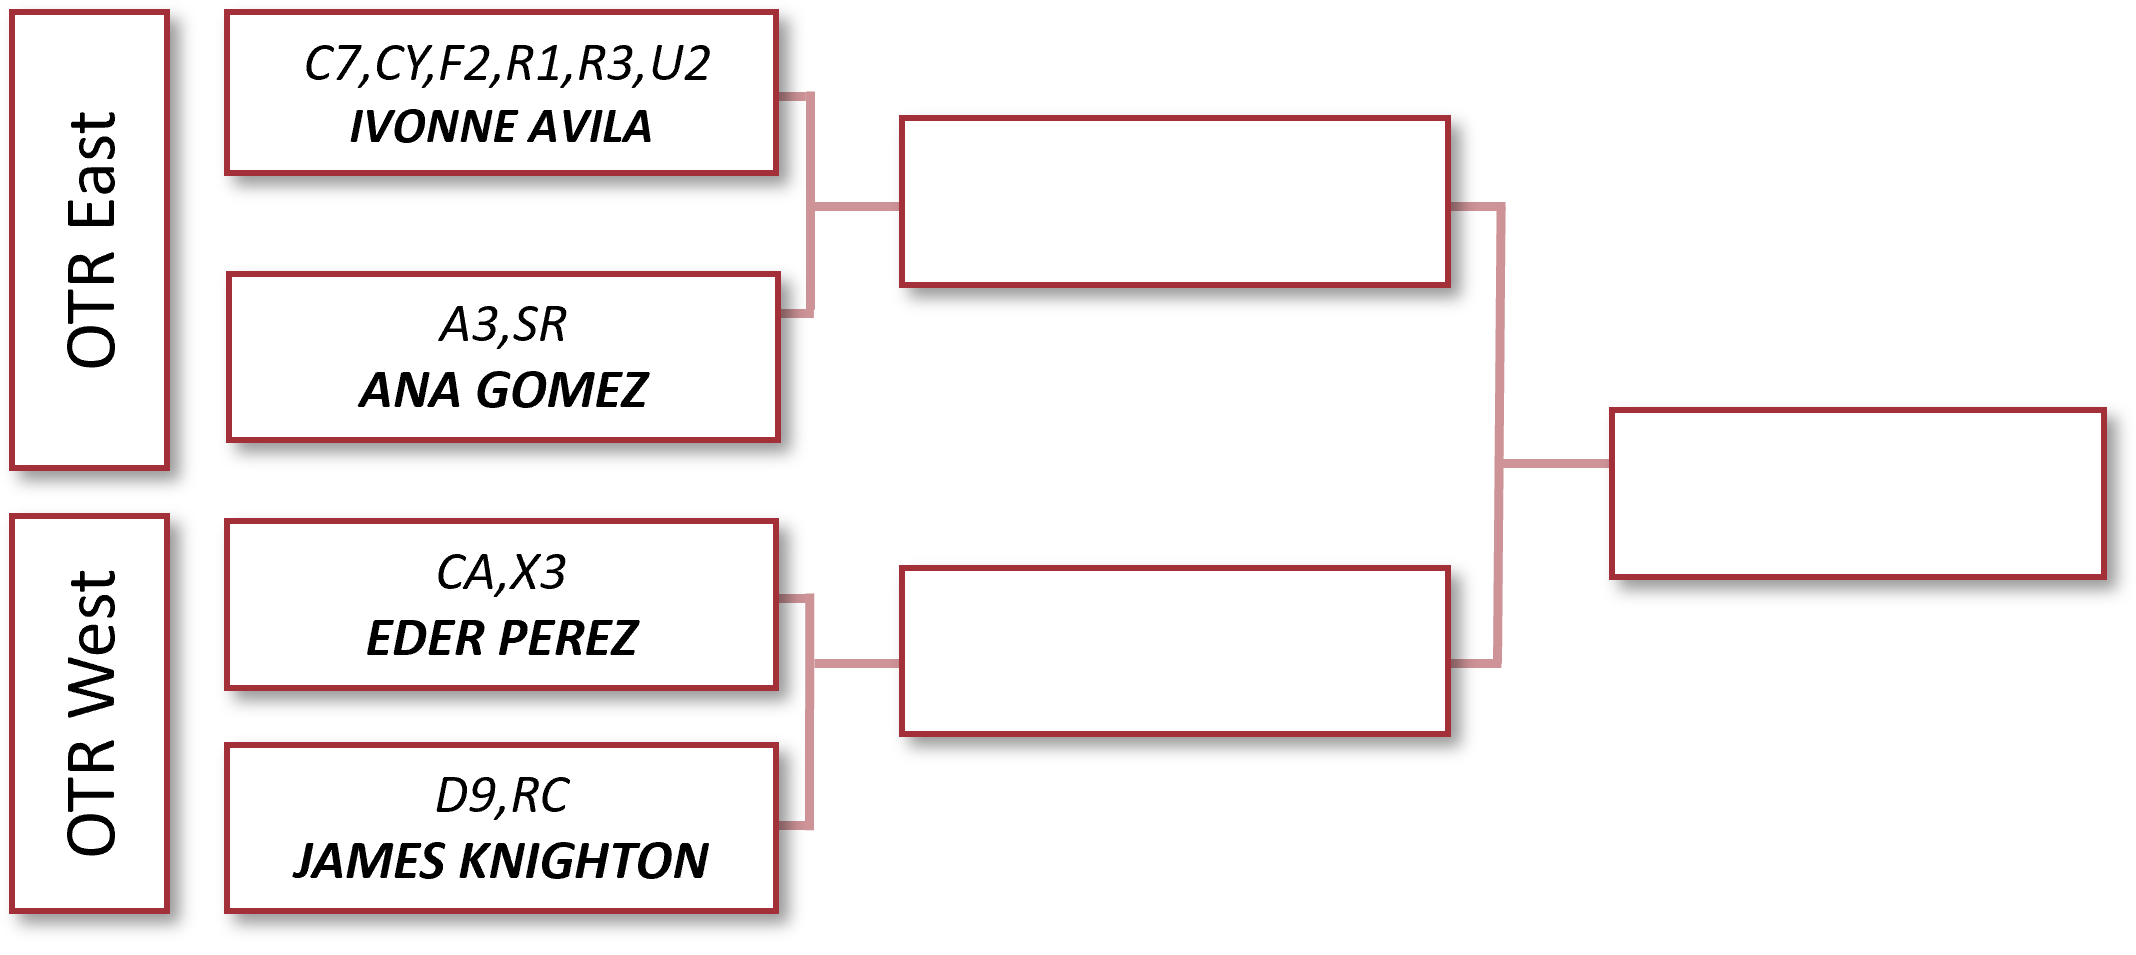 OTR East
C7,CY,F2,R1,R3,U2
IVONNE AVILA
A3,SR
ANA GOMEZ
OTR West
CA,X3
EDER PEREZ
D9,RC
JAMES KNIGHTON